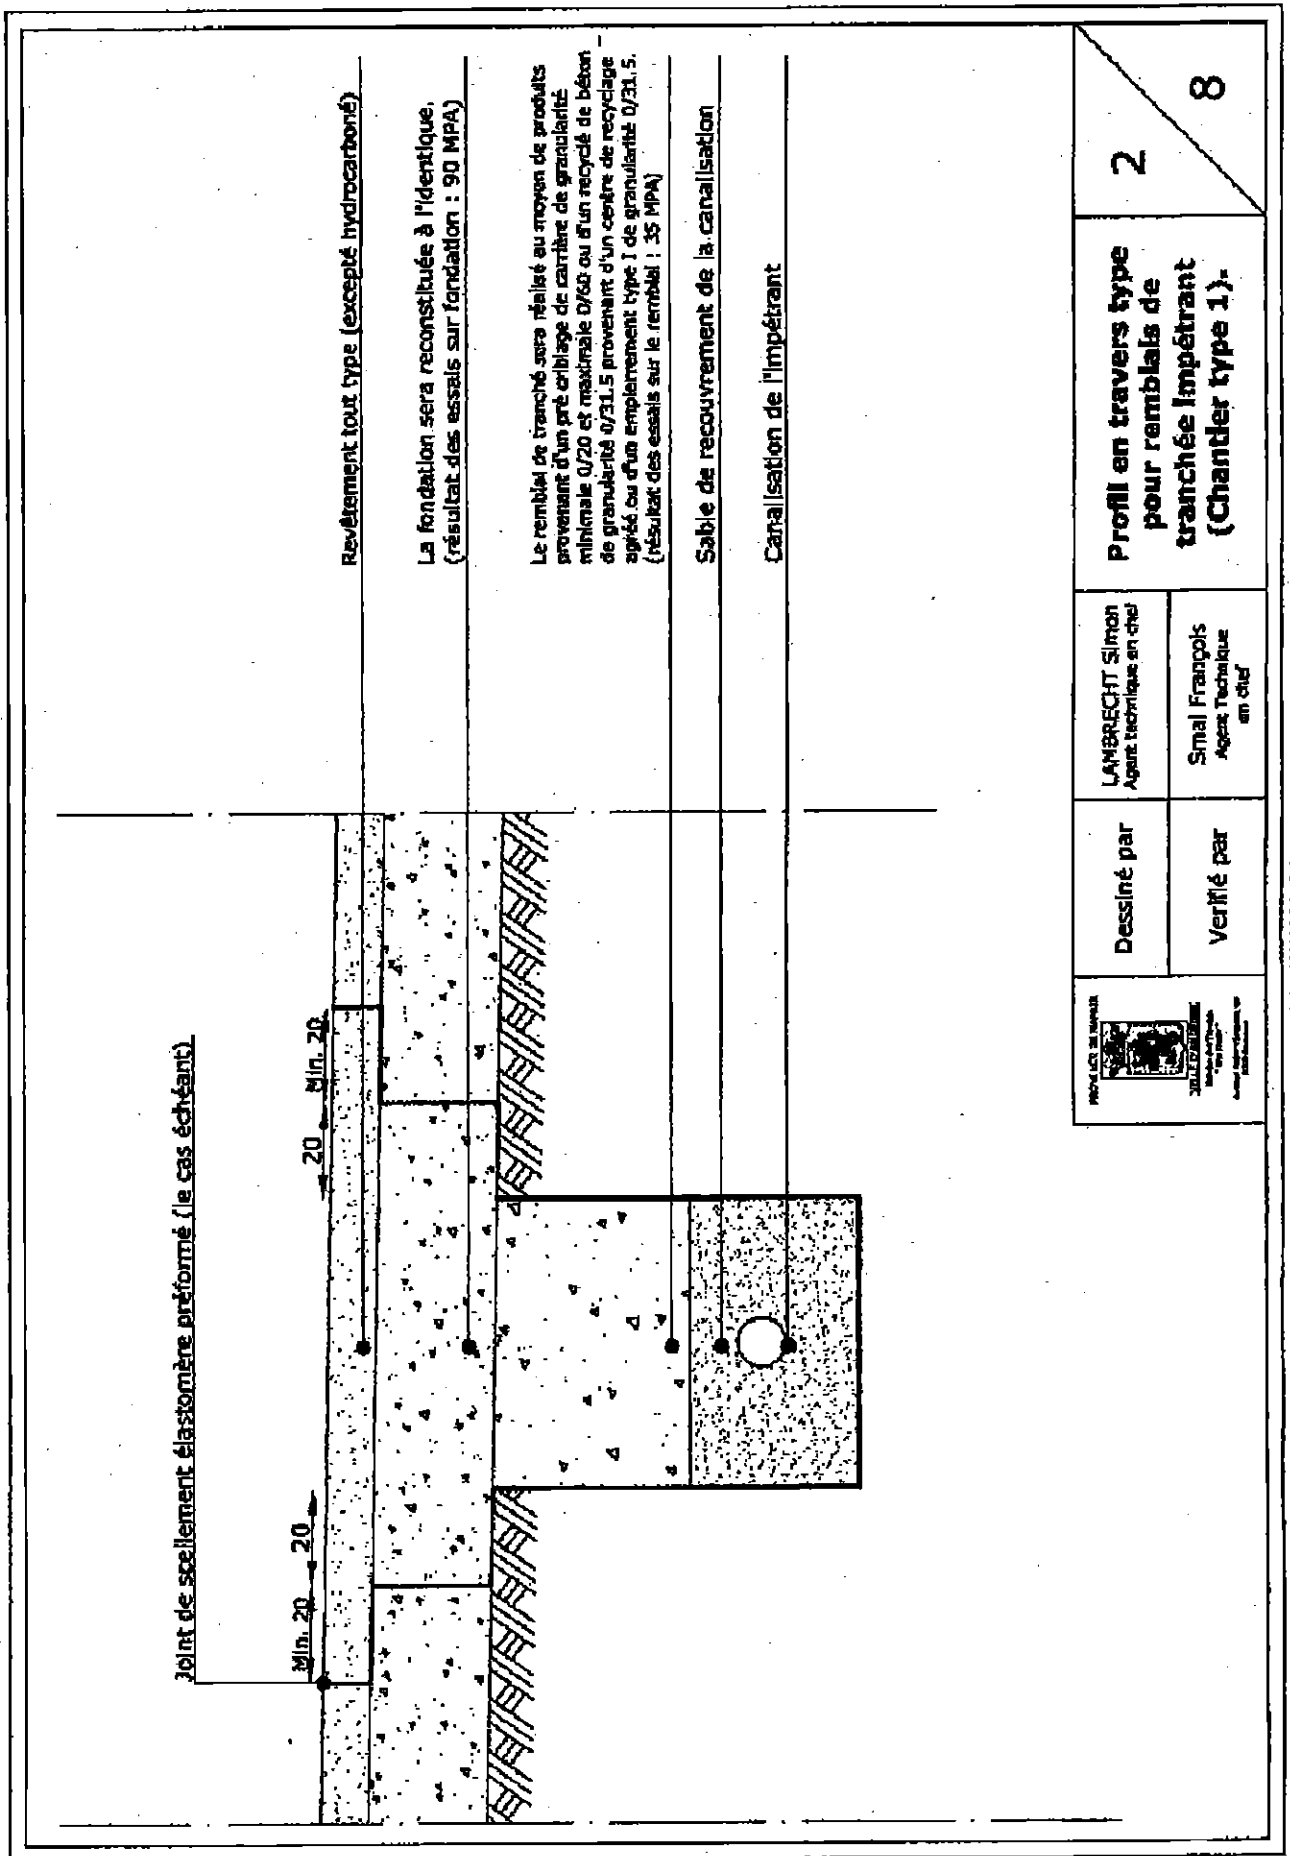 Joint de scellement élastomère préformé (le cas échéant)
Min. 20
20
20
Min. 20
Revêtement tout type (excepté hydrocarboné)
La fondation sera reconstituée à l'identique.
(résultat des essais sur fondation : 90 MPA)
Le remblai de tranché sera réalisé au moyen de produits
provenant d'un pré criblage de carrière de granularité
minimale 0/20 et maximale 0/60 ou d'un recyclé de béton
de granularité 0/31.5 provenant d'un centre de recyclage
agréé ou d'un empierrement type I de granularité 0/31.5.
(résultat des essais sur le remblai : 35 MPA)
Sable de recouvrement de la canalisation
Canalisation de l'Impétrant
PROVINCE DE NAMUR
Dessiné par
LAMBRECHT Simon
Agent technique en chef
Verifié par
Smal François
Agent Technique
en chef
Profil en travers type
pour remblais de
tranchée Impétrant
(Chantier type 1).
2
8